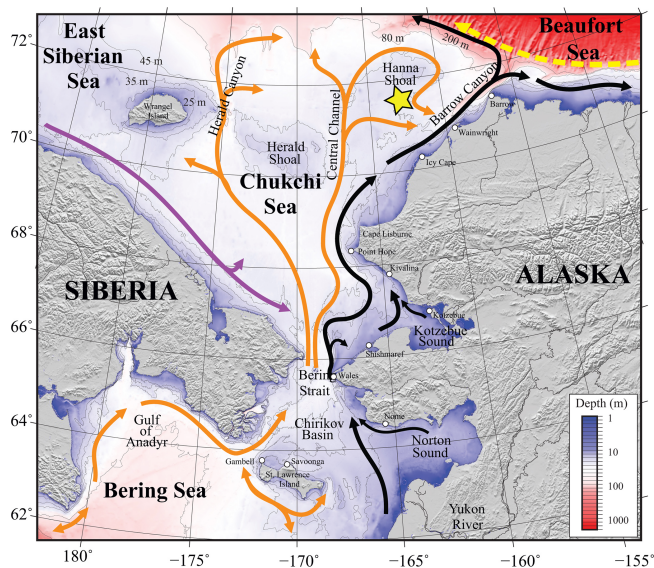 72°
East
Siberian
Sea
45 m
35 m
25 m
Wrangel
Island
Herald Canyon
80 m
200 m
Hanna
Shoal
Beaufort
Sea
Barrow Canyon
Barrow
Wainwright
Icy Cape
Central Channel
Herald
Shoal
Chukchi
Sea
70°
Cape Lisburne
Point Hope
Kivalina
68°
SIBERIA
ALASKA
Kotzebue
Kotzebue
Sound
Shishmaref
66°
Bering
Strait
Wales
Chirikov
Basin
Nome
Norton
Sound
64°
Gulf
of
Anadyr
Gambell
Savoonga
St. Lawrence
Island
Bering Sea
Yukon
River
62°
Depth (m)
1
10
100
1000
180°
−175°
−170°
−165°
−160°
−155°